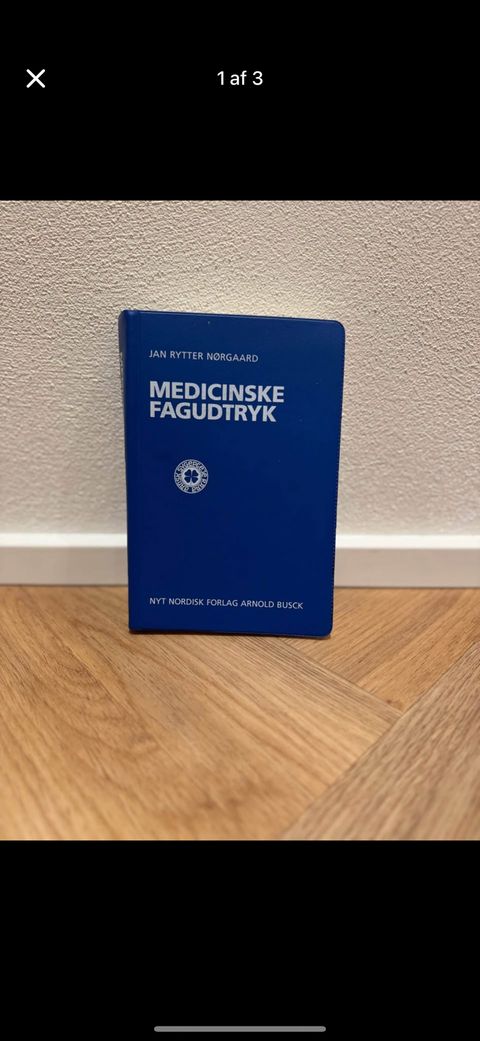 1 af 3
JAN RYTTER NØRGAARD
MEDICINSKE
FAGUDTRYK
NYT NORDISK FORLAG ARNOLD BUSCK